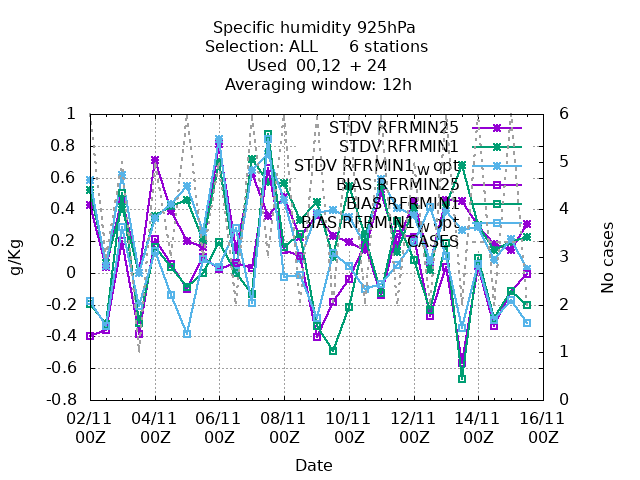 Specific humidity 925hPa
Selection: ALL 6 stations
Used 00,12 + 24
Averaging window: 12h
1 6
0.8 5
0.6
0.4 4
0.2 3
0
-0.2 2
-0.4
-0.6 1
-0.8 0
STDV RFRMIN25
STDV RFRMIN1
STDV RFRMIN1_w opt
BIAS RFRMIN25
BIAS RFRMIN1
BIAS RFRMIN1_w opt
CASES
g/Kg
No cases
02/11 04/11 06/11 08/11 10/11 12/11 14/11 16/11
00Z 00Z 00Z 00Z 00Z 00Z 00Z 00Z
Date